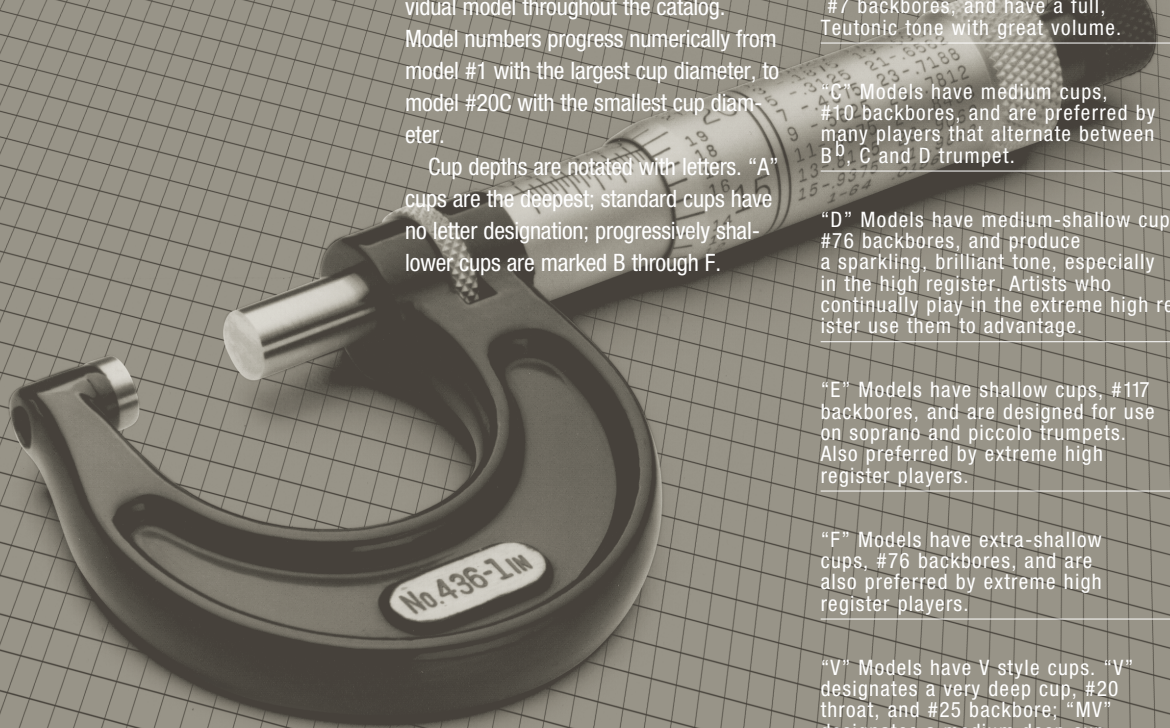 vidual model throughout the catalog.
Model numbers progress numerically from
model #1 with the largest cup diameter, to
model #20C with the smallest cup diam-
eter.
Cup depths are notated with letters. “A”
cups are the deepest; standard cups have
no letter designation; progressively shal-
lower cups are marked B through F.
#7 backbores, and have a full,
Teutonic tone with great volume.
“C” Models have medium cups,
#10 backbores, and are preferred by
many players that alternate between
Bb, C and D trumpet.
“D” Models have medium-shallow cup
#76 backbores, and produce
a sparkling, brilliant tone, especially
in the high register. Artists who
continually play in the extreme high re
ister use them to advantage.
“E” Models have shallow cups, #117
backbores, and are designed for use
on soprano and piccolo trumpets.
Also preferred by extreme high
register players.
“F” Models have extra-shallow
cups, #76 backbores, and are
also preferred by extreme high
register players.
“V” Models have V style cups. “V”
designates a very deep cup, #20
throat, and #25 backbore; “MV”
No.436-1 IN